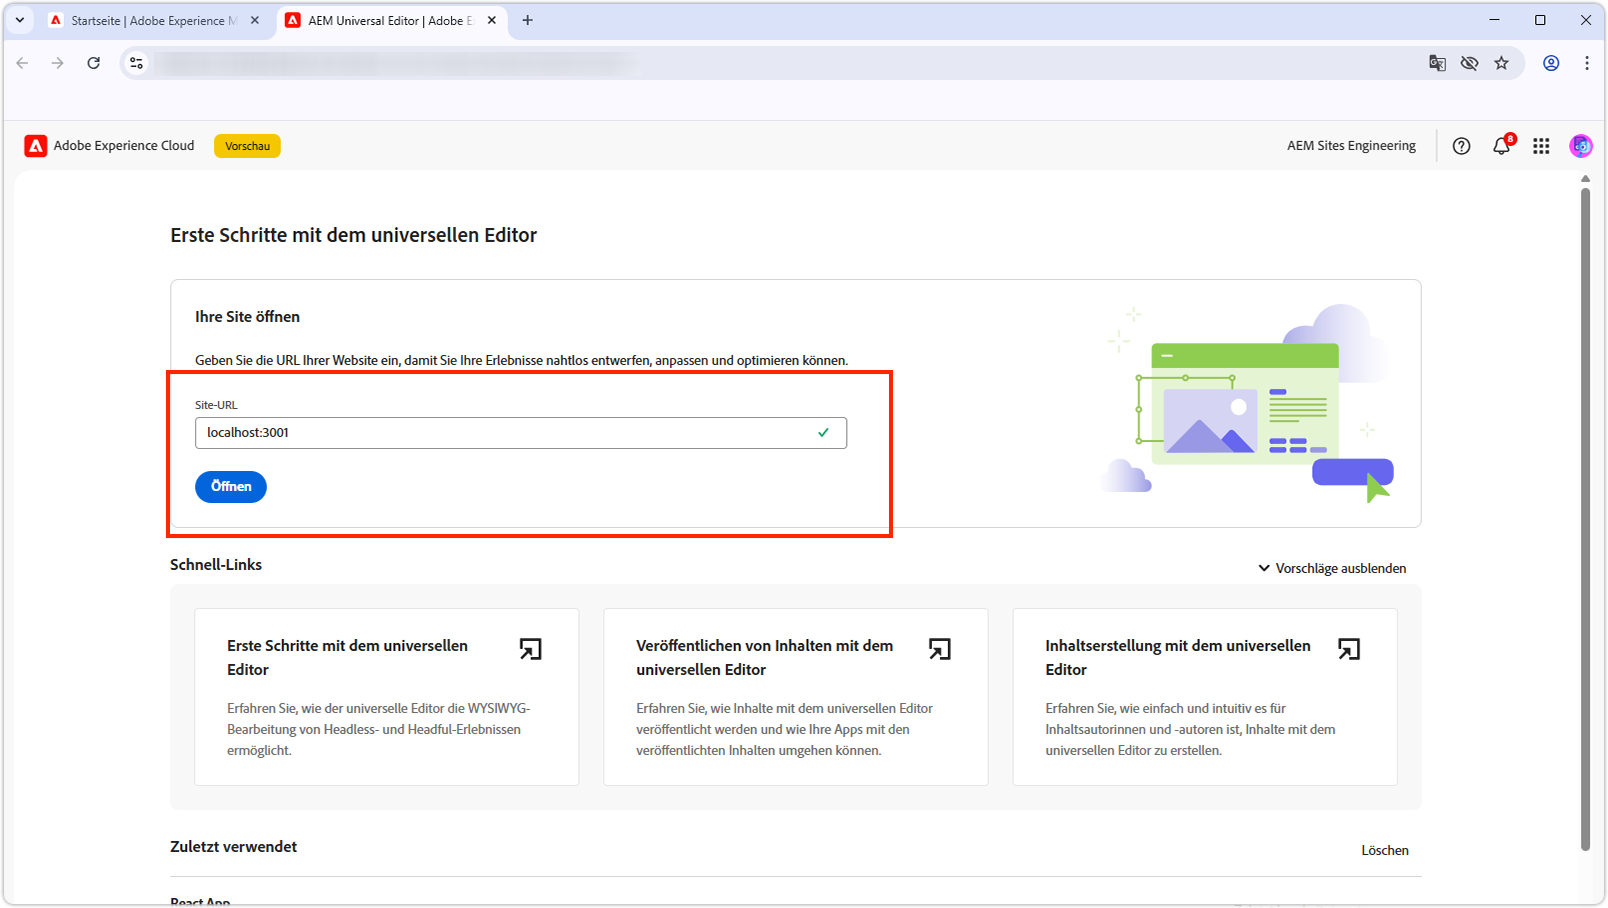 Startseite | Adobe Experience M
AEM Universal Editor | Adobe E
Adobe Experience Cloud
Vorschau
AEM Sites Engineering
8
Erste Schritte mit dem universellen Editor
Ihre Site öffnen
Geben Sie die URL Ihrer Website ein, damit Sie Ihre Erlebnisse nahtlos entwerfen, anpassen und optimieren können.
Site-URL
localhost:3001
Öffnen
Schnell-Links
Vorschläge ausblenden
Erste Schritte mit dem universellen
Editor
Erfahren Sie, wie der universelle Editor die WYSIWYG-
Bearbeitung von Headless- und Headful-Erlebnissen
ermöglicht.
Veröffentlichen von Inhalten mit dem
universellen Editor
Erfahren Sie, wie Inhalte mit dem universellen Editor
veröffentlicht werden und wie Ihre Apps mit den
veröffentlichten Inhalten umgehen können.
Inhaltserstellung mit dem universellen
Editor
Erfahren Sie, wie einfach und intuitiv es für
Inhaltsautorinnen und -autoren ist, Inhalte mit dem
universellen Editor zu erstellen.
Zuletzt verwendet
Löschen
React App